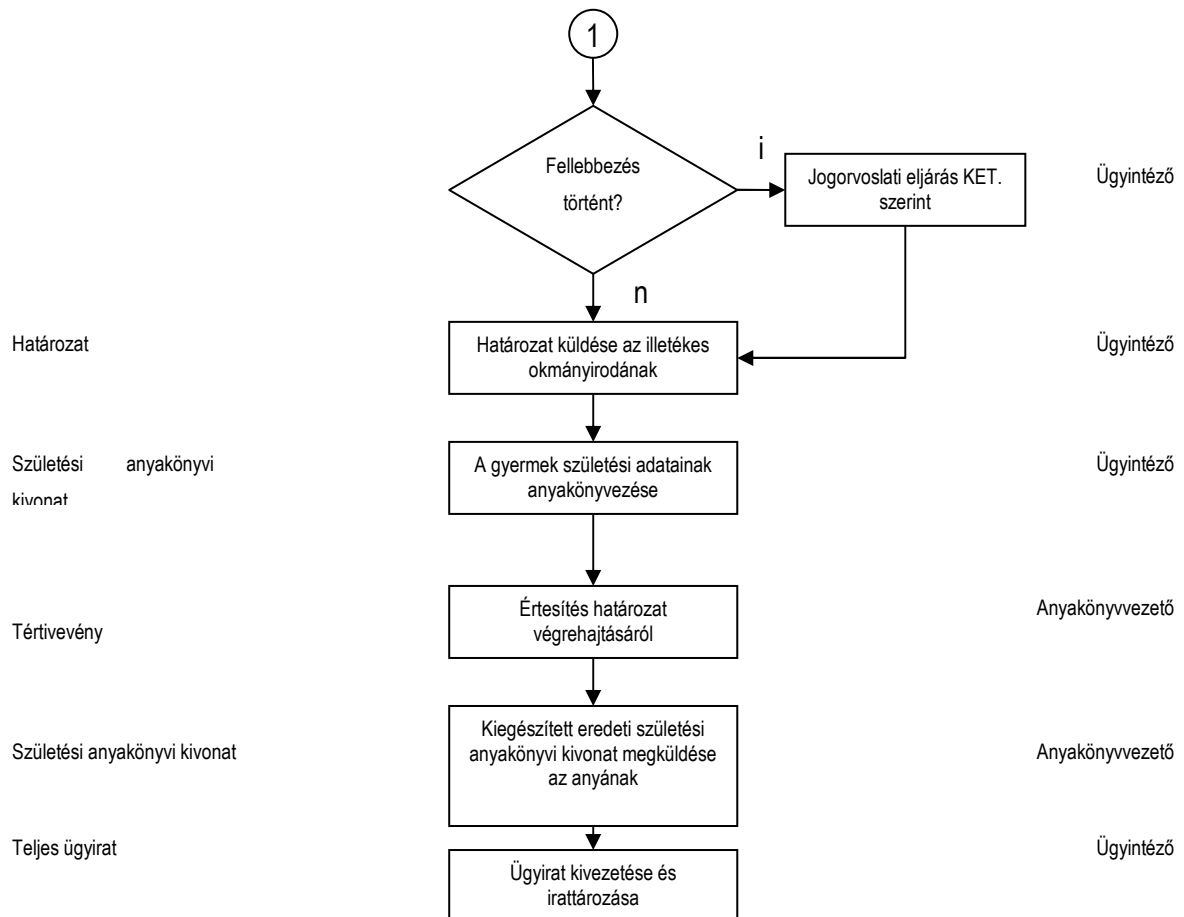 1
Fellebbezés
történt?
i
Jogorvoslati eljárás KET.
szerint
Ügyintéző
n
Határozat
Határozat küldése az illetékes
okmányirodának
Ügyintéző
Születési anyakönyvi
kivonat
A gyermek születési adatainak
anyakönyvezése
Ügyintéző
Tértivevény
Értesítés határozat
végrehajtásáról
Anyakönyvvezető
Születési anyakönyvi kivonat
Kiegészített eredeti születési
anyakönyvi kivonat megküldése
az anyának
Anyakönyvvezető
Teljes ügyirat
Ügyirat kivezetése és
irattározása
Ügyintéző